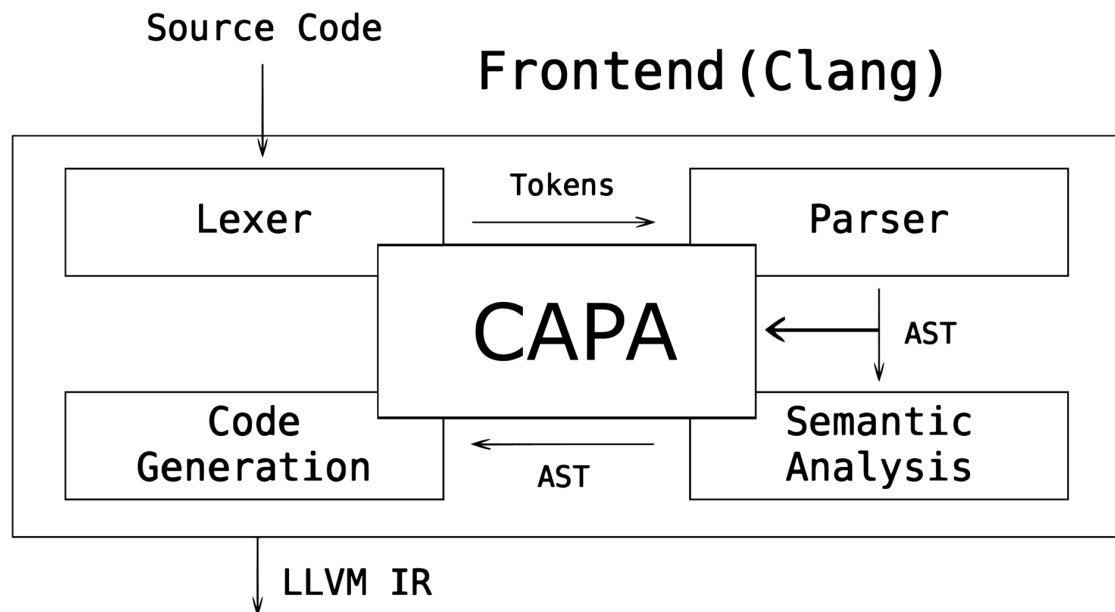 Source Code
Frontend (Clang)
Lexer
Tokens
Parser
CAPA
AST
Code
Generation
AST
Semantic
Analysis
LLVM IR